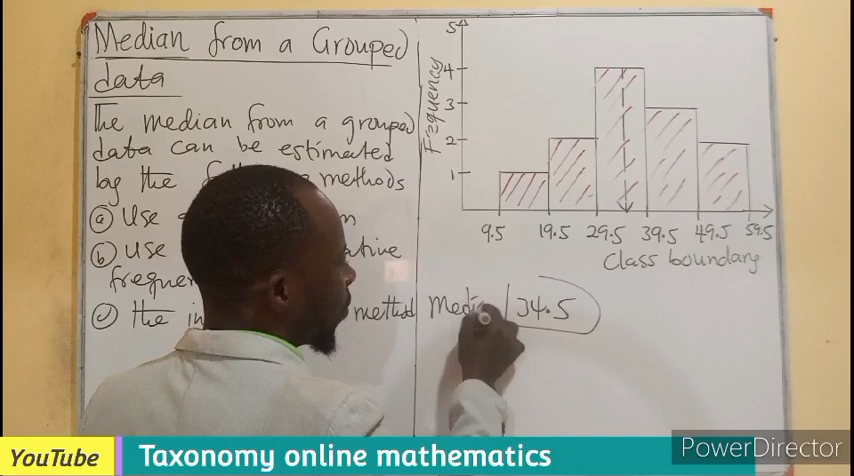 Median from a Grouped
data
The median from a grouped
data can be estimated
by the methods
(a) Use
(b) Use
frequen
(c) the in method
Frequency
5
4
3
2
1
9.5 19.5 29.5 39.5 49.5 59.5
Class boundary
34.5
YouTube
Taxonomy online mathematics
PowerDirector